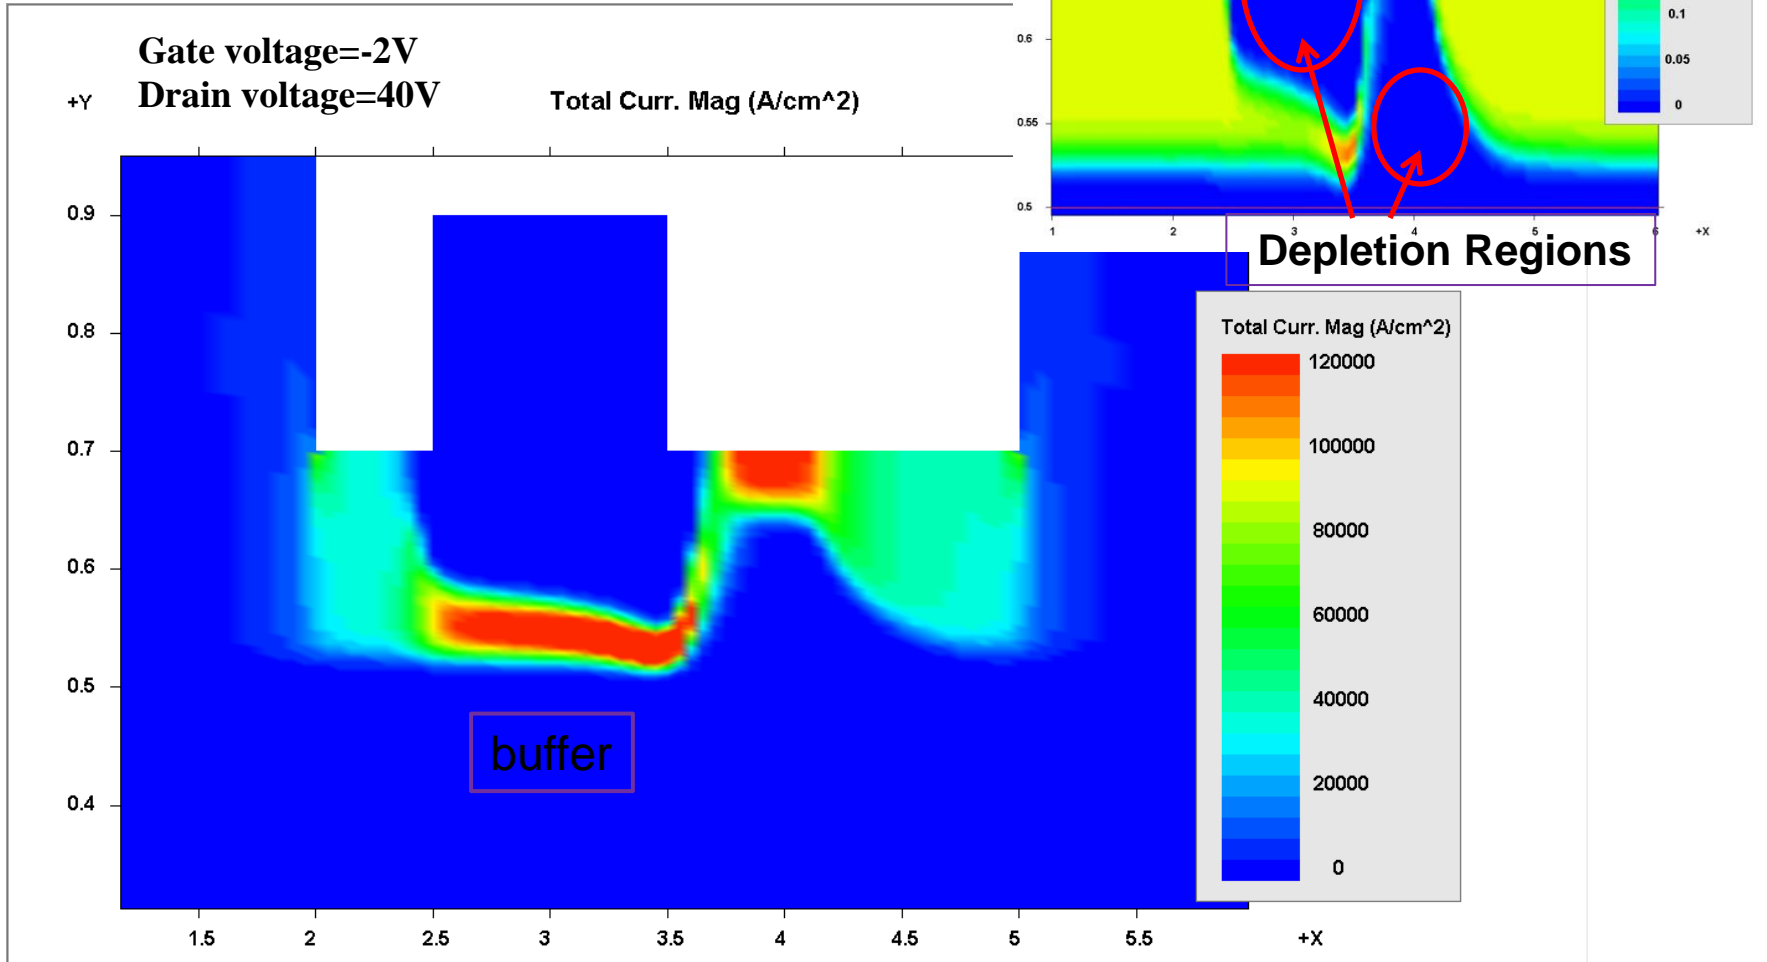 Gate voltage=-2V
Drain voltage=40V
+Y
Total Curr. Mag (A/cm^2)
0.9
0.8
0.7
0.6
0.5
0.4
1.5 2 2.5 3 3.5 4 4.5 5 5.5 +X
buffer
0.6
0.55
0.5
1 2 3 4 5 6 +X
0.1
0.05
0
Depletion Regions
Total Curr. Mag (A/cm^2)
120000
100000
80000
60000
40000
20000
0